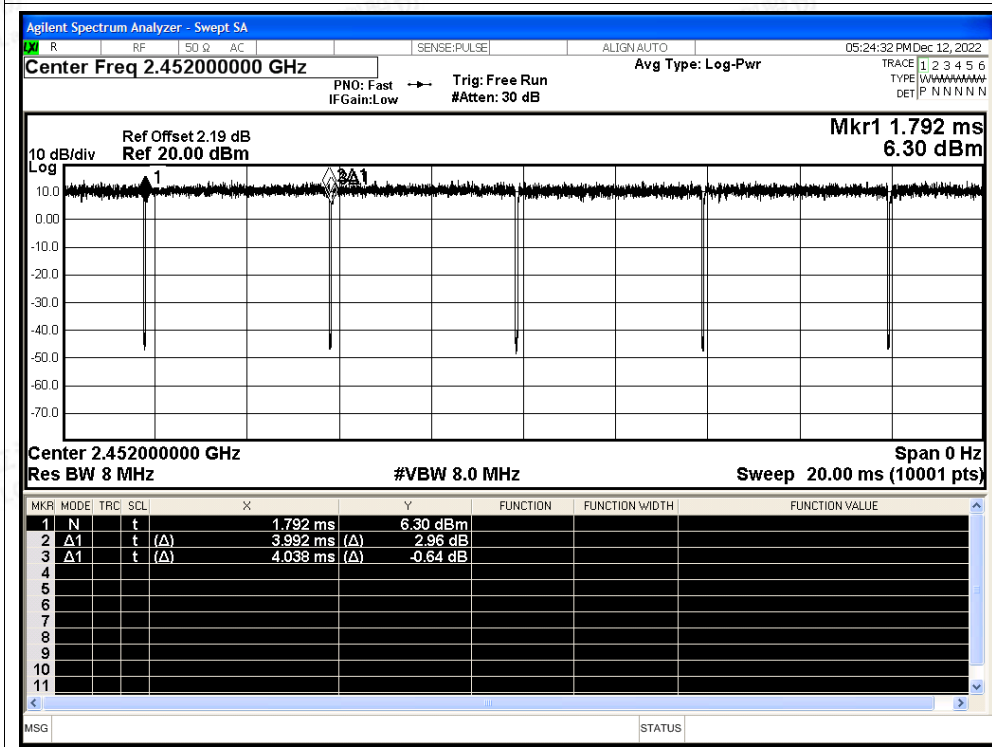 Agilent Spectrum Analyzer - Swept SA
LXI R RF 50 Ω AC SENSE:PULSE ALIGN AUTO 05:24:32 PM Dec 12, 2022
Center Freq 2.452000000 GHz
PNO: Fast
IFGain:Low
Trig: Free Run
#Atten: 30 dB
Avg Type: Log-Pwr
TRACE 1 2 3 4 5 6
TYPE
DET P N N N N N
Mkr1 1.792 ms
6.30 dBm
Ref Offset 2.19 dB
10 dB/div Ref 20.00 dBm
Log
1
10.0
0.00
-10.0
-20.0
-30.0
-40.0
-50.0
-60.0
-70.0
Center 2.452000000 GHz Span 0 Hz
Res BW 8 MHz #VBW 8.0 MHz Sweep 20.00 ms (10001 pts)
MKR MODE TRC SCL X Y FUNCTION FUNCTION WIDTH FUNCTION VALUE
1 N t 1.792 ms 6.30 dBm
2 Δ1 t (Δ) 3.992 ms (Δ) 2.96 dB
3 Δ1 t (Δ) 4.038 ms (Δ) -0.64 dB
4
5
6
7
8
9
10
11
MSG STATUS